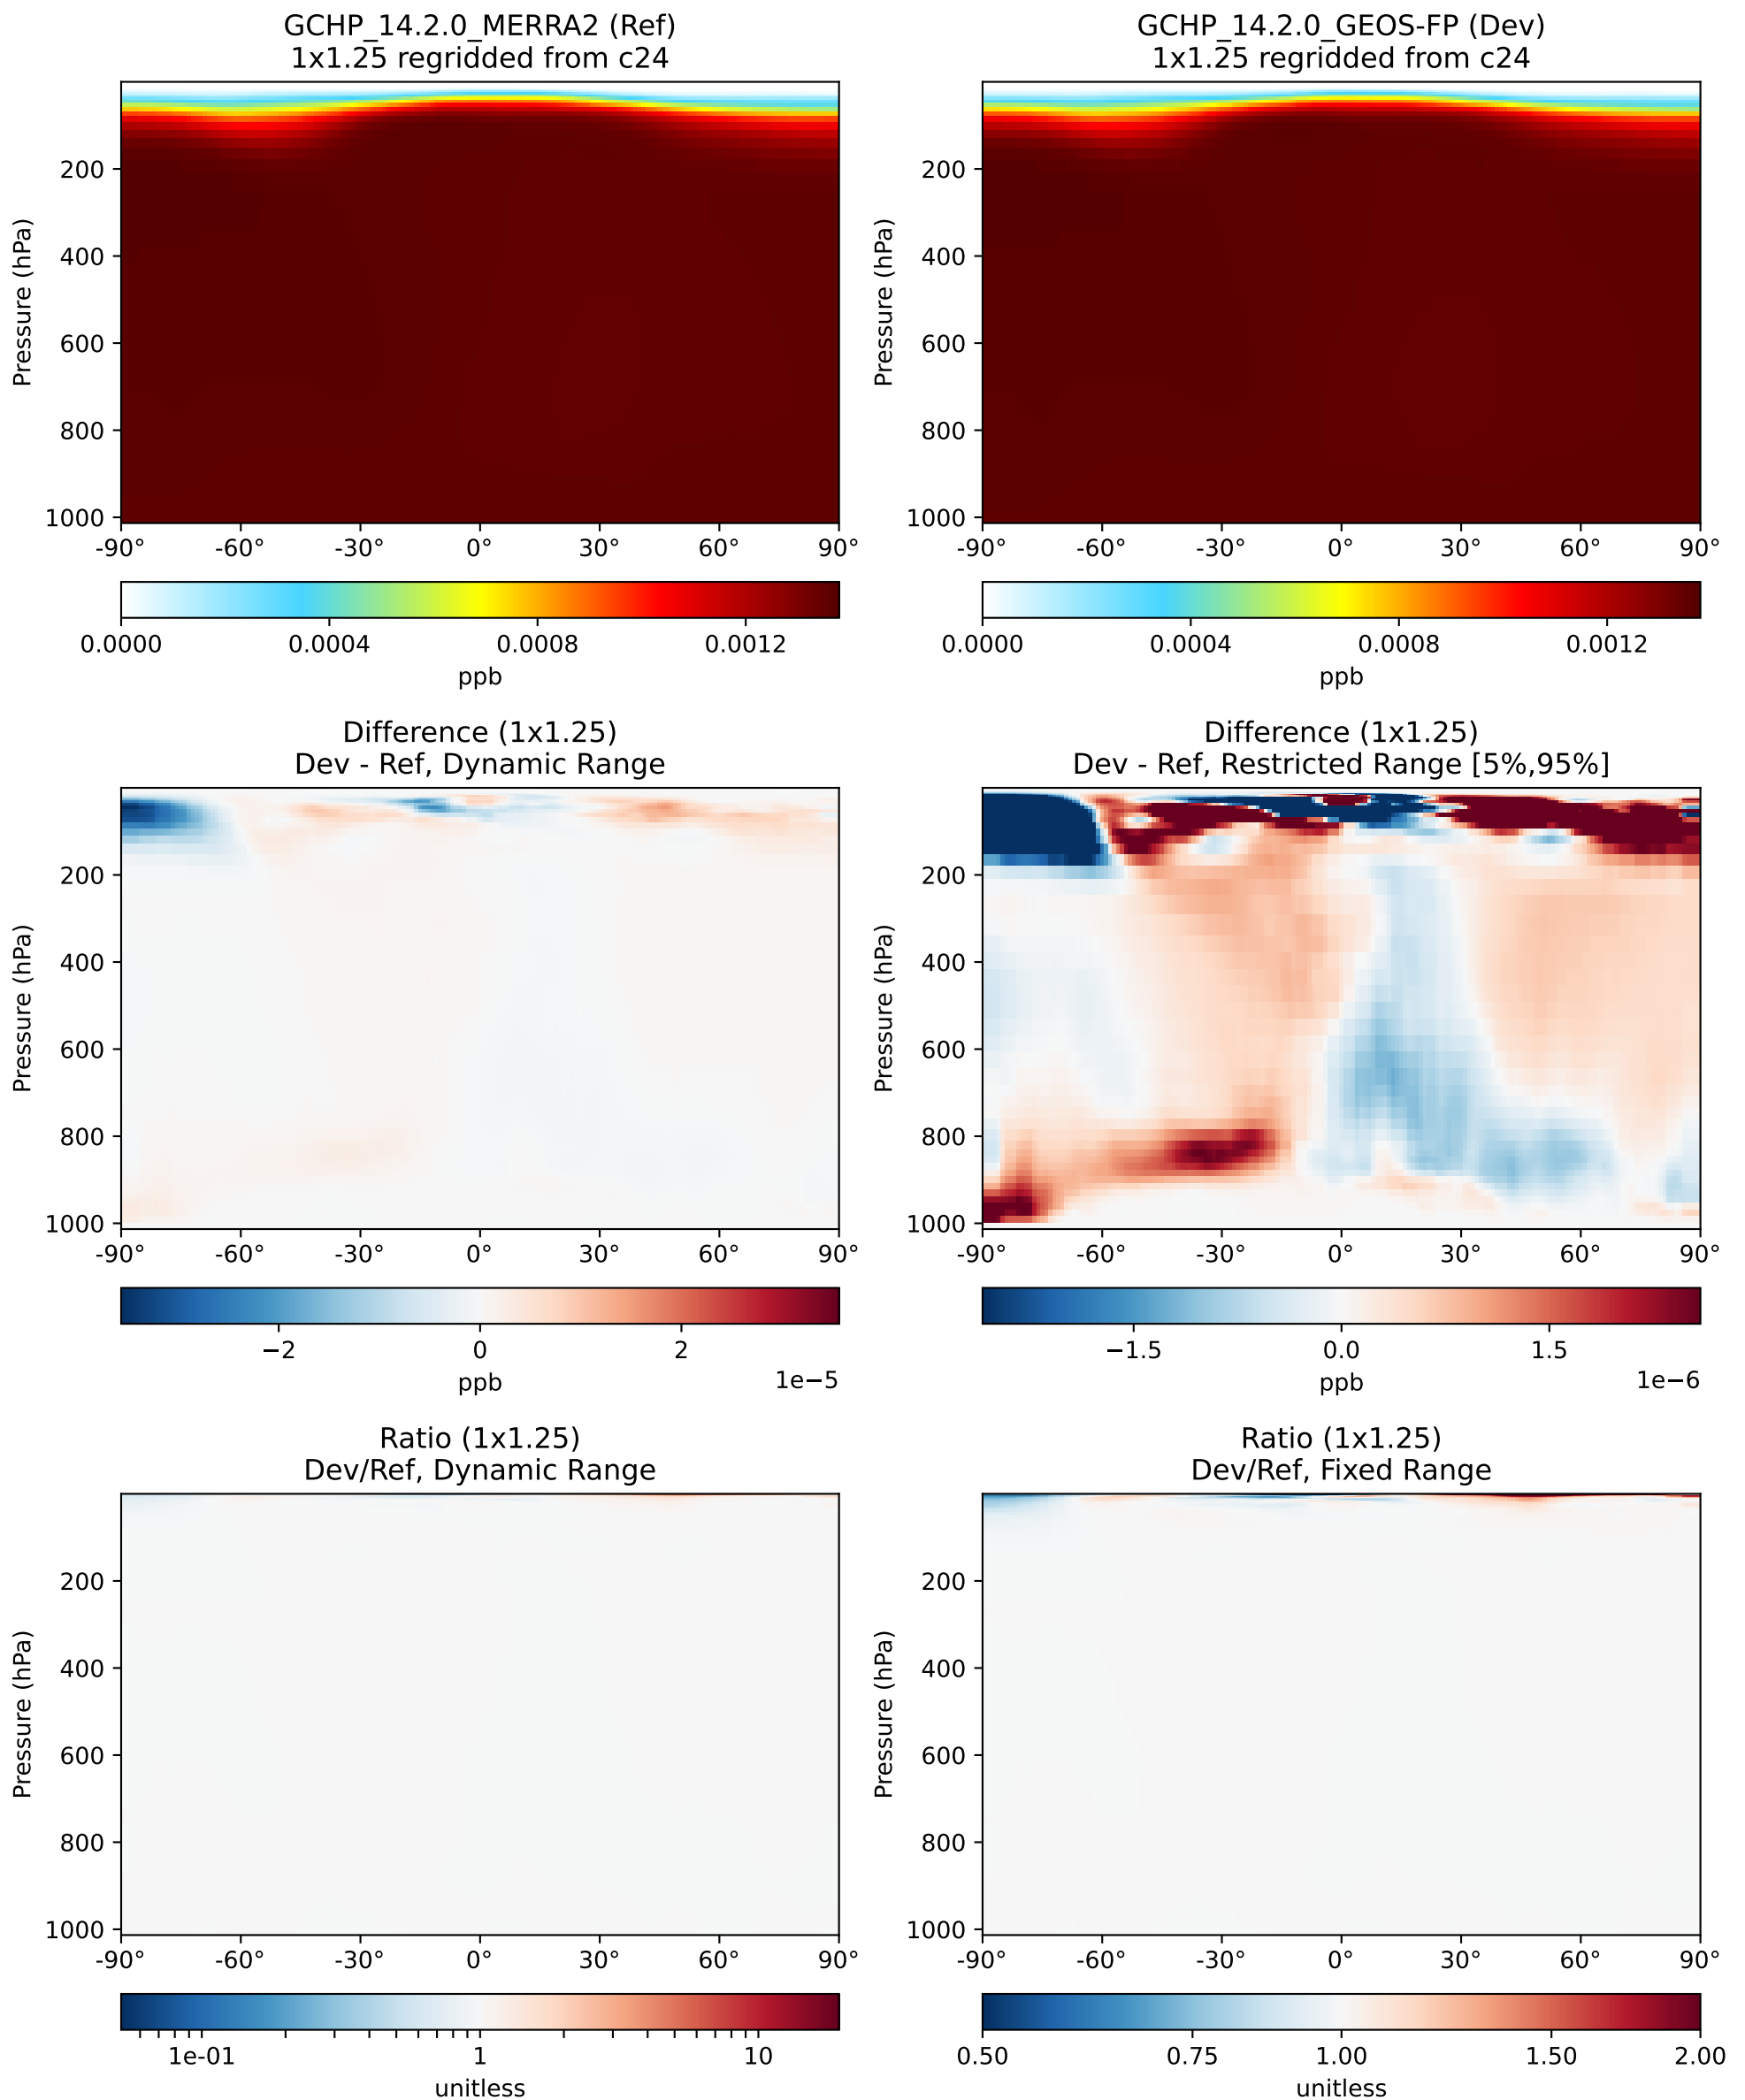 GCHP_14.2.0_MERRA2 (Ref)
1x1.25 regridded from c24
Pressure (hPa)
200
400
600
800
1000
-90° -60° -30° 0° 30° 60° 90°
0.0000 0.0004 0.0008 0.0012
ppb
GCHP_14.2.0_GEOS-FP (Dev)
1x1.25 regridded from c24
Pressure (hPa)
200
400
600
800
1000
-90° -60° -30° 0° 30° 60° 90°
0.0000 0.0004 0.0008 0.0012
ppb
Difference (1x1.25)
Dev - Ref, Dynamic Range
Pressure (hPa)
200
400
600
800
1000
-90° -60° -30° 0° 30° 60° 90°
−2 0 2
ppb
1e−5
Difference (1x1.25)
Dev - Ref, Restricted Range [5%,95%]
Pressure (hPa)
200
400
600
800
1000
-90° -60° -30° 0° 30° 60° 90°
−1.5 0.0 1.5
ppb
1e−6
Ratio (1x1.25)
Dev/Ref, Dynamic Range
Pressure (hPa)
200
400
600
800
1000
-90° -60° -30° 0° 30° 60° 90°
1e-01 1 10
unitless
Ratio (1x1.25)
Dev/Ref, Fixed Range
Pressure (hPa)
200
400
600
800
1000
-90° -60° -30° 0° 30° 60° 90°
0.50 0.75 1.00 1.50 2.00
unitless